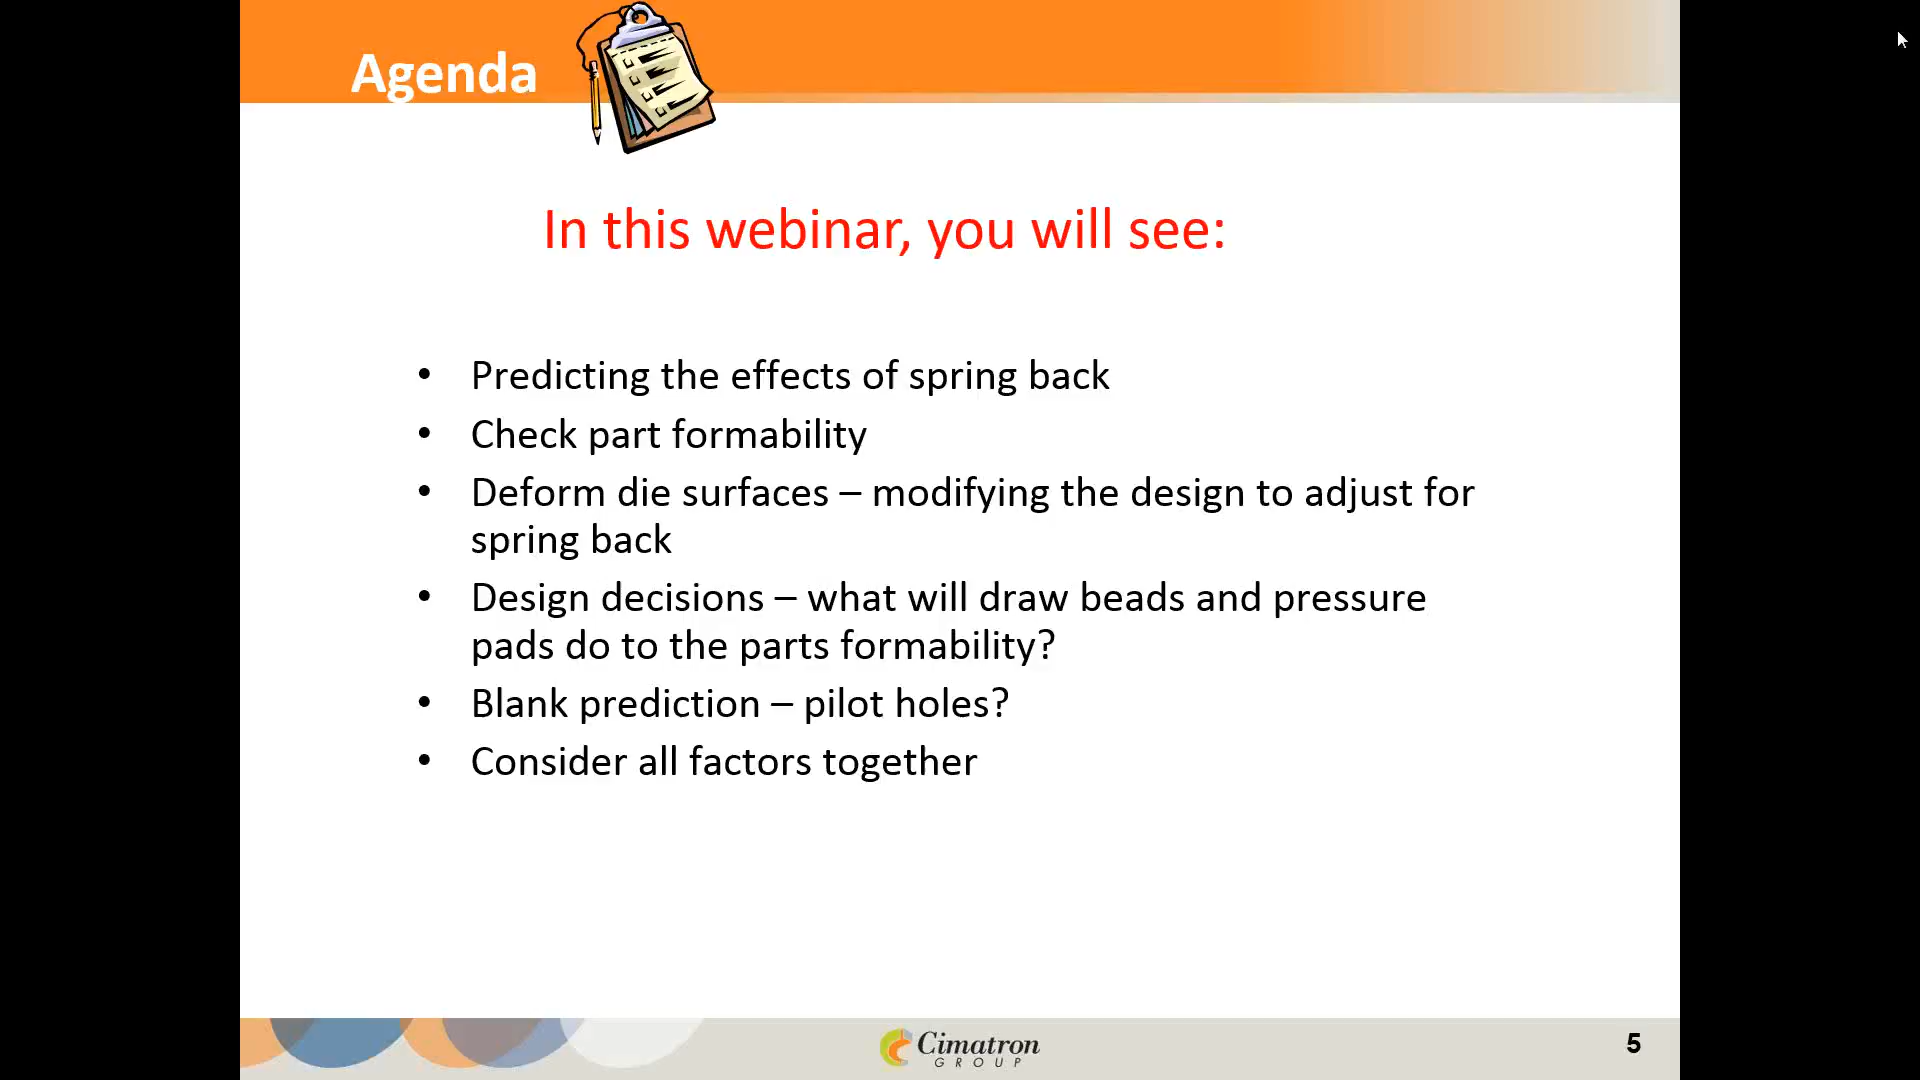 Agenda
In this webinar, you will see:
• Predicting the effects of spring back
• Check part formability
• Deform die surfaces – modifying the design to adjust for
spring back
• Design decisions – what will draw beads and pressure
pads do to the parts formability?
• Blank prediction – pilot holes?
• Consider all factors together
Cimatron
GROUP
5